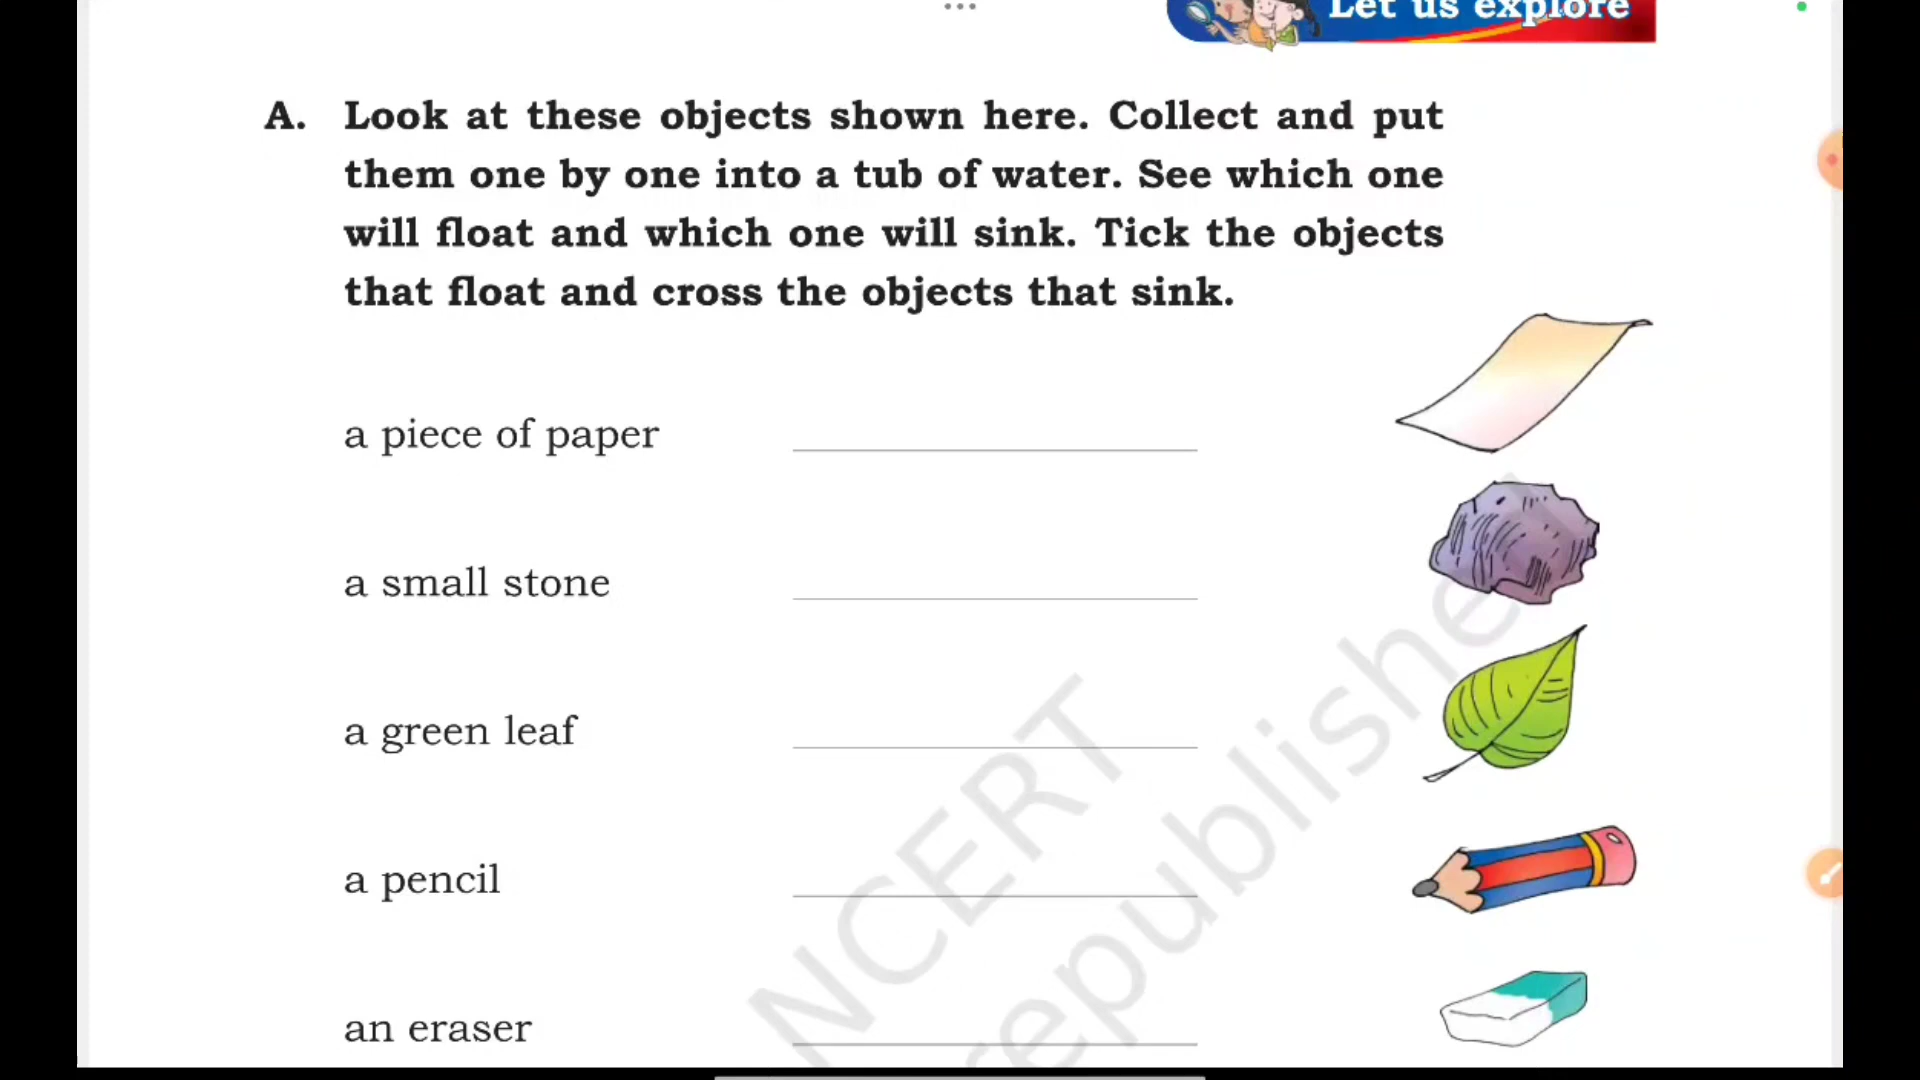 Let us explore
A. Look at these objects shown here. Collect and put
them one by one into a tub of water. See which one
will float and which one will sink. Tick the objects
that float and cross the objects that sink.
a piece of paper
a small stone
a green leaf
a pencil
an eraser
NCERT
republished